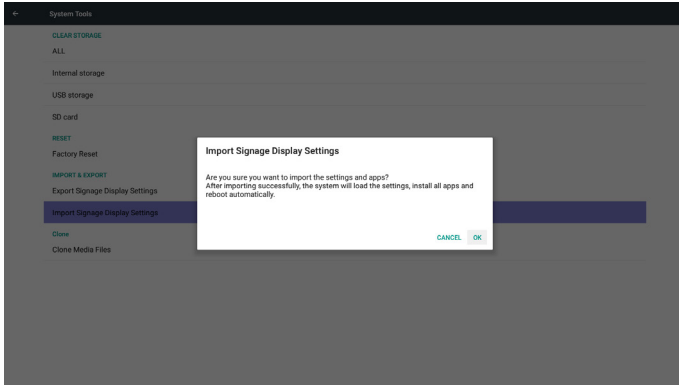 System Tools
CLEAR STORAGE
ALL
Internal storage
USB storage
SD card
RESET
Factory Reset
IMPORT & EXPORT
Export Signage Display Settings
Import Signage Display Settings
Clone
Clone Media Files
Import Signage Display Settings
Are you sure you want to import the settings and apps?
After importing successfully, the system will load the settings, install all apps and
reboot automatically.
CANCEL OK